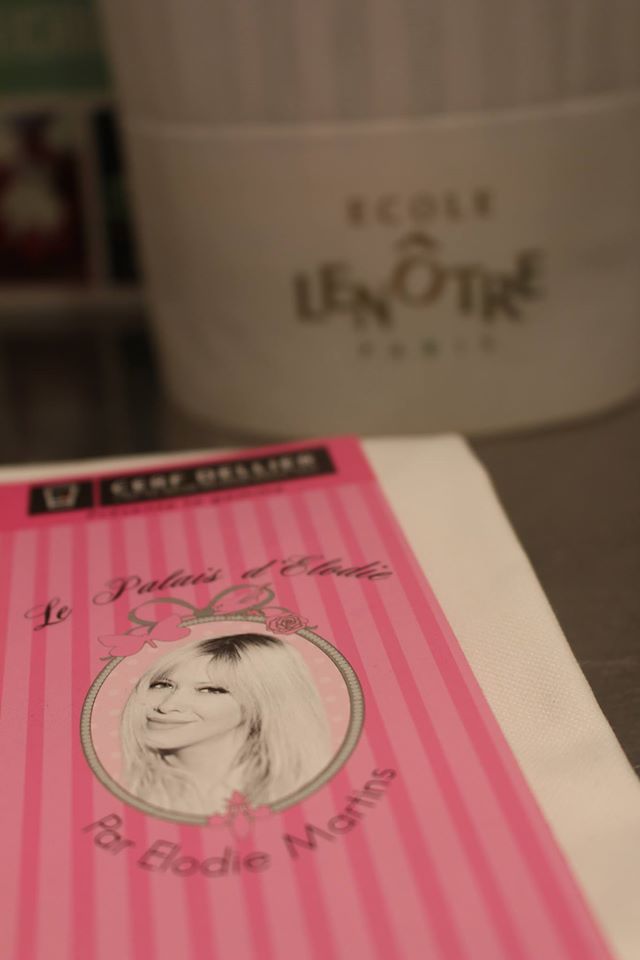 ECOLE
LENÔTRE
PARIS
CERF DELLIER
Le Palais d'Elodie
Par Elodie Martins